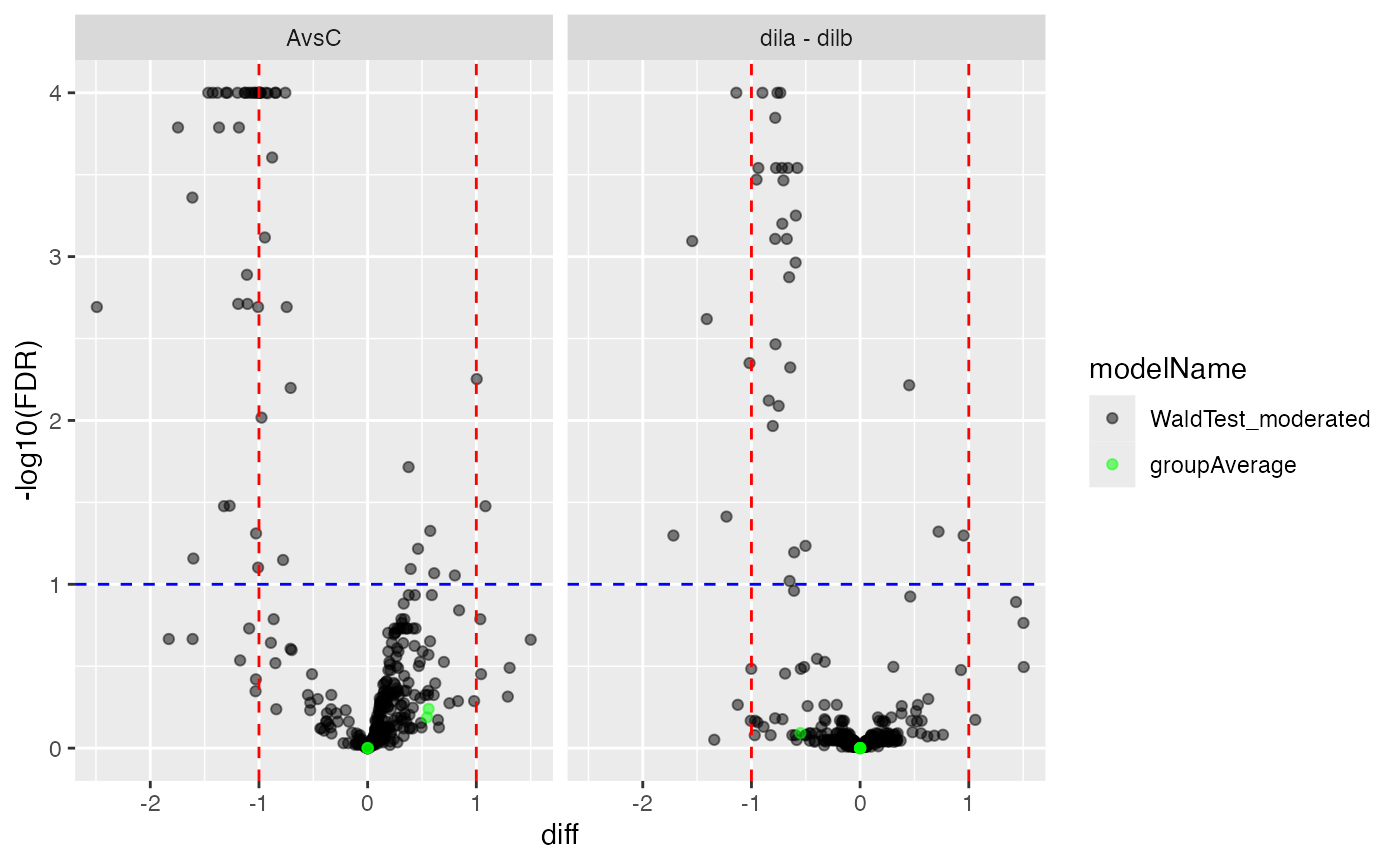 AvsC
dila - dilb
4
3
2
1
0
-log10(FDR)
-2 -1 0 1
-2 -1 0 1
diff
modelName
WaldTest_moderated
groupAverage